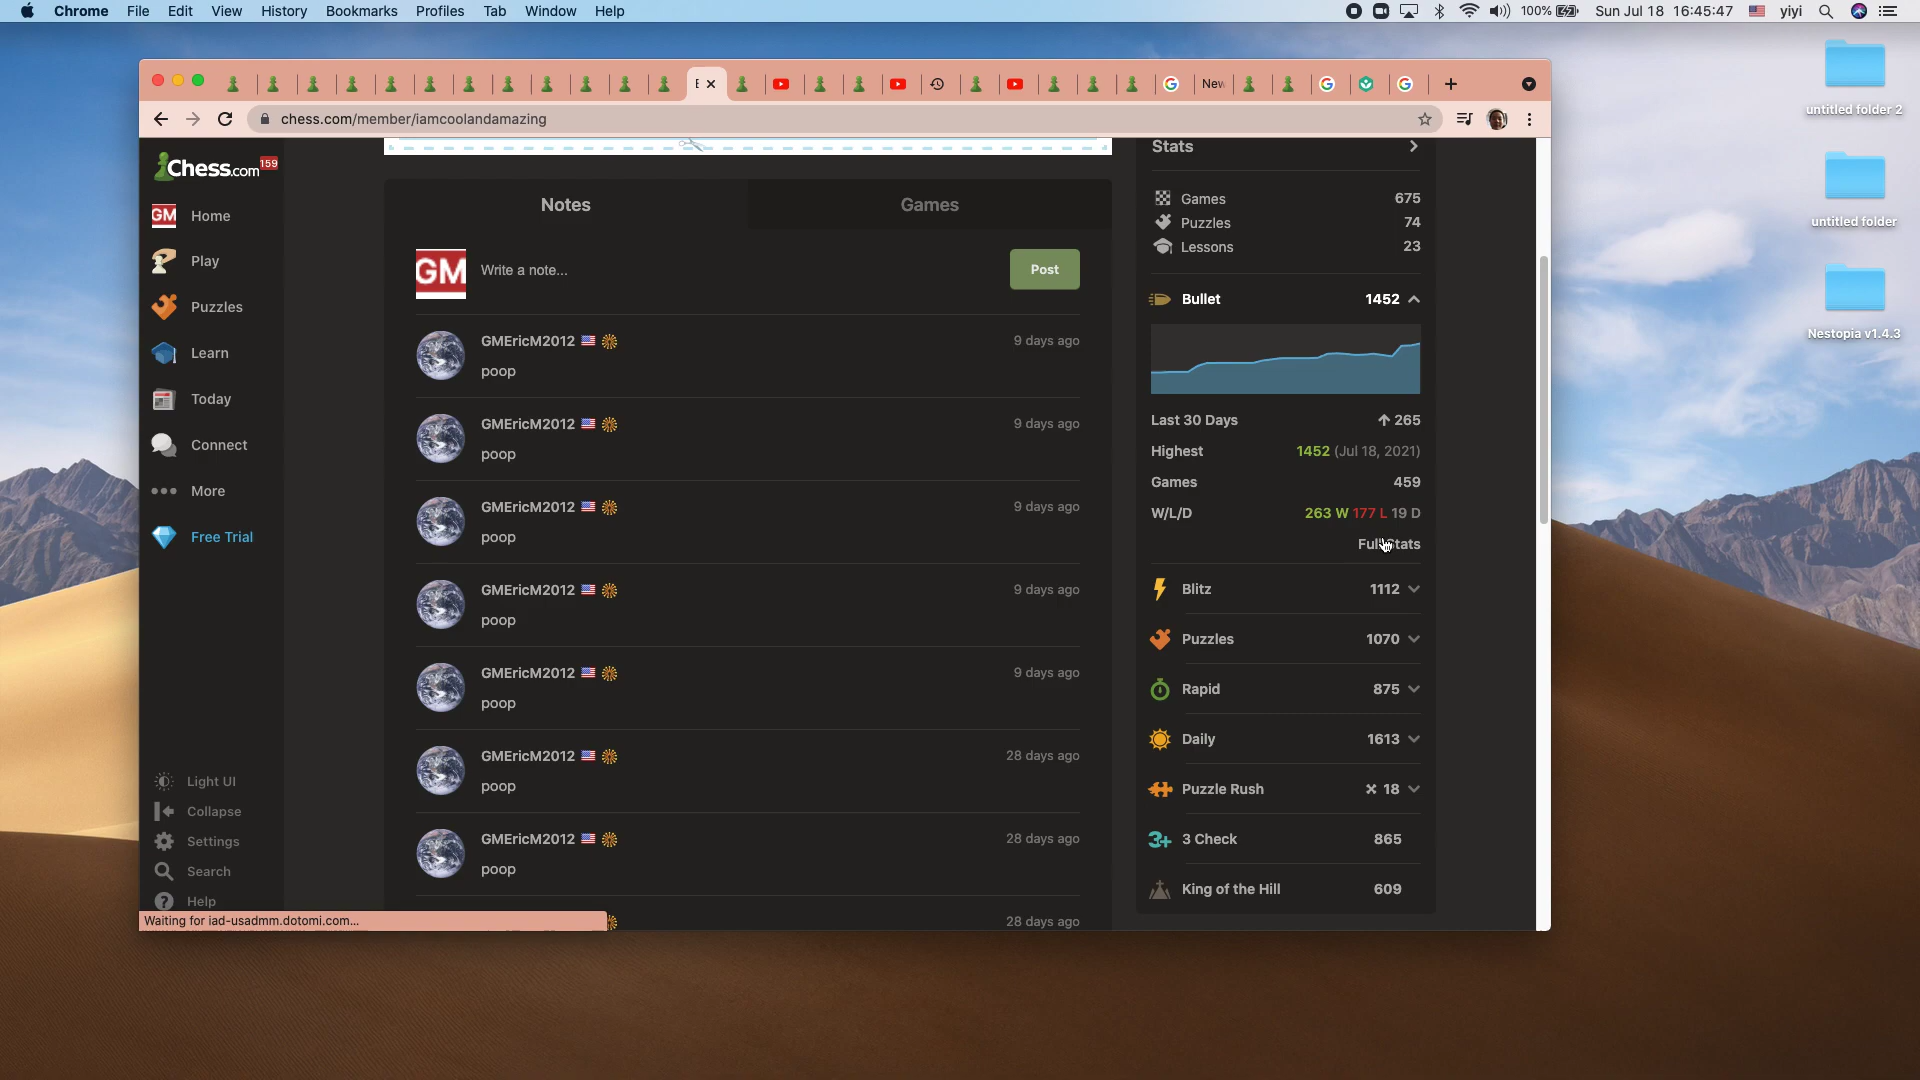 Chrome File Edit View History Bookmarks Profiles Tab Window Help
100% Sun Jul 18 16:45:47 yiyi
untitled folder 2
untitled folder
Nestopia v1.4.3
New
chess.com/member/iamcoolandamazing
Chess.com 159
GM Home
Play
Puzzles
Learn
Today
Connect
More
Free Trial
Light UI
Collapse
Settings
Search
Help
Waiting for iad-usadmm.dotomi.com...
Notes Games
GM Write a note... Post
GMEricM2012 9 days ago
poop
GMEricM2012 9 days ago
poop
GMEricM2012 9 days ago
poop
GMEricM2012 9 days ago
poop
GMEricM2012 9 days ago
poop
GMEricM2012 28 days ago
poop
GMEricM2012 28 days ago
poop
28 days ago
Stats
Games 675
Puzzles 74
Lessons 23
Bullet 1452
Last 30 Days 265
Highest 1452 (Jul 18, 2021)
Games 459
W/L/D 263 W 177 L 19 D
Full Stats
Blitz 1112
Puzzles 1070
Rapid 875
Daily 1613
Puzzle Rush 18
3+ 3 Check 865
King of the Hill 609